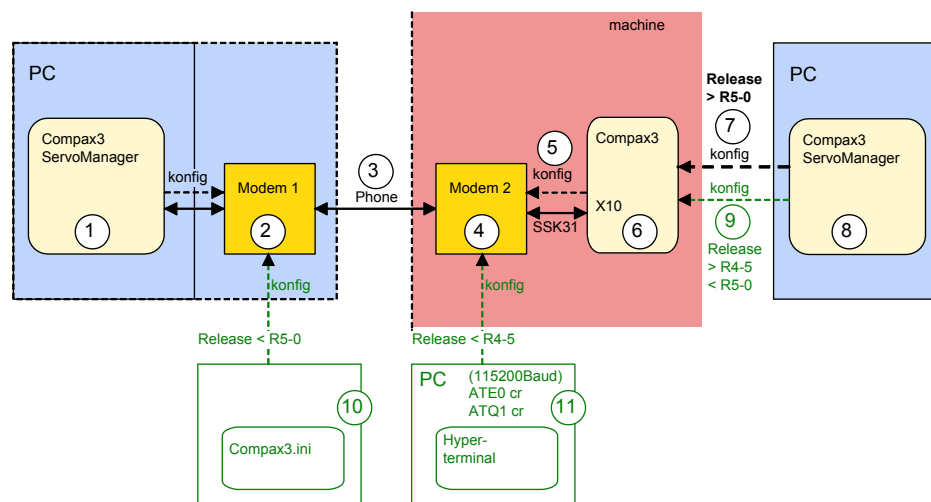 machine
PC
Compax3
ServoManager
1
konfig
Modem 1
2
3
Phone
Modem 2
4
5
konfig
SSK31
Compax3
X10
6
Release
> R5-0
7
konfig
konfig
9
Release
> R4-5
< R5-0
PC
Compax3
ServoManager
8
konfig
Release < R5-0
10
Compax3.ini
konfig
Release < R4-5
PC
(115200Baud)
ATE0 cr
ATQ1 cr
11
Hyper-
terminal